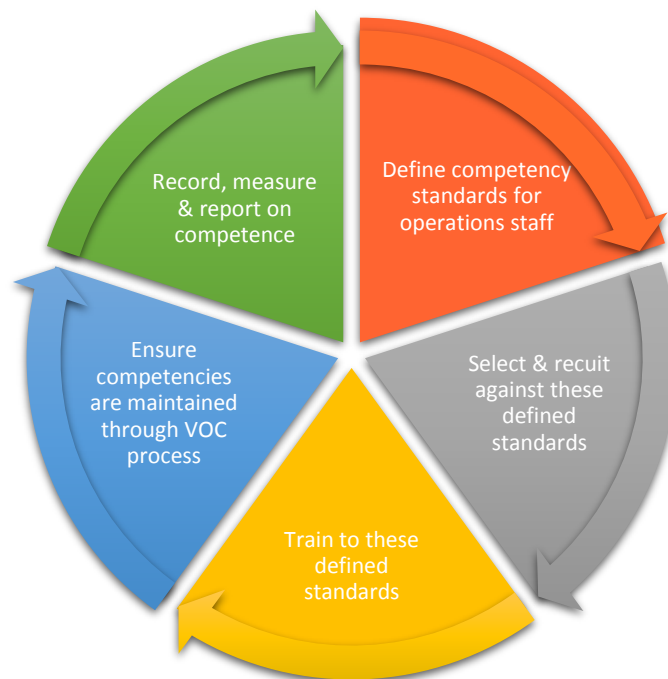 Define competency
standards for
operations staff
Select & recuit
against these
defined
standards
Train to these
defined
standards
Ensure
competencies
are maintained
through VOC
process
Record, measure
& report on
competence